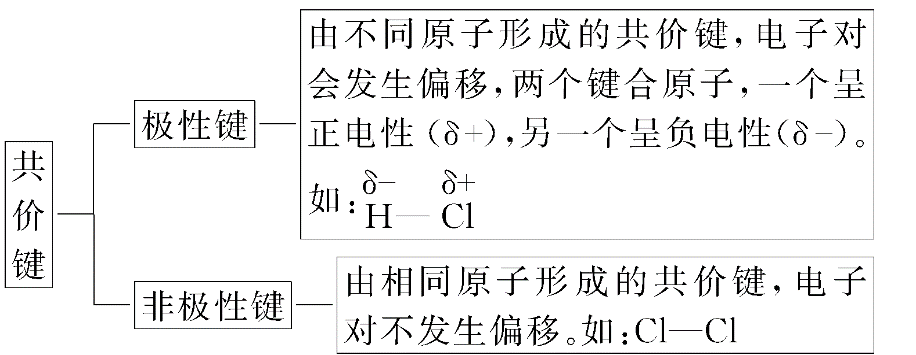 共价键
极性键
由不同原子形成的共价键，电子对
会发生偏移，两个键合原子，一个呈
正电性（δ+），另一个呈负电性（δ-）。
δ- δ+
如：H—Cl
非极性键
由相同原子形成的共价键，电子
对不发生偏移。如：Cl—Cl